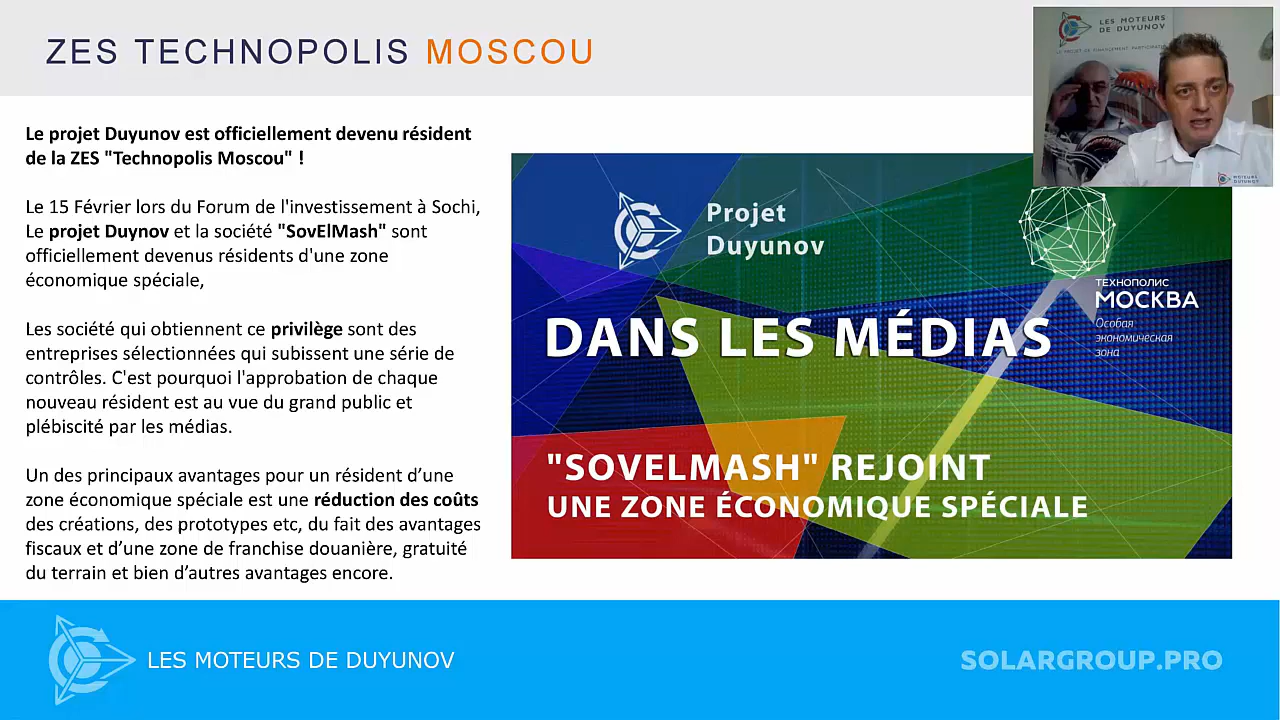 ZES TECHNOPOLIS MOSCOU
LES MOTEURS
DE DUYUNOV
LE PROJET DE FINANCEMENT PARTICIPATIF
MOTEURS
DUYUNOV
Le projet Duyunov est officiellement devenu résident
de la ZES "Technopolis Moscou" !
Le 15 Février lors du Forum de l'investissement à Sochi,
Le projet Duynov et la société "SovElMash" sont
officiellement devenus résidents d'une zone
économique spéciale,
Les société qui obtiennent ce privilège sont des
entreprises sélectionnées qui subissent une série de
contrôles. C'est pourquoi l'approbation de chaque
nouveau résident est au vue du grand public et
plébiscité par les médias.
Un des principaux avantages pour un résident d’une
zone économique spéciale est une réduction des coûts
des créations, des prototypes etc, du fait des avantages
fiscaux et d’une zone de franchise douanière, gratuité
du terrain et bien d’autres avantages encore.
Projet
Duyunov
ТЕХНОПОЛИС
МОСКВА
Особая
экономическая
зона
DANS LES MÉDIAS
"SOVELMASH" REJOINT
UNE ZONE ÉCONOMIQUE SPÉCIALE
LES MOTEURS DE DUYUNOV
SOLARGROUP.PRO